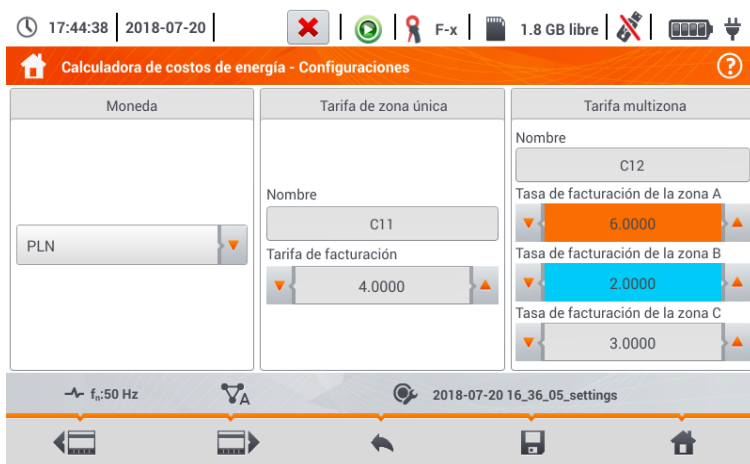 17:44:38 2018-07-20 F-x 1.8 GB libre
Calculadora de costos de energía - Configuraciones ?
Moneda
PLN
Tarifa de zona única
Nombre
C11
Tarifa de facturación
4.0000
Tarifa multizona
Nombre
C12
Tasa de facturación de la zona A
6.0000
Tasa de facturación de la zona B
2.0000
Tasa de facturación de la zona C
3.0000
fn:50 Hz A 2018-07-20 16_36_05_settings